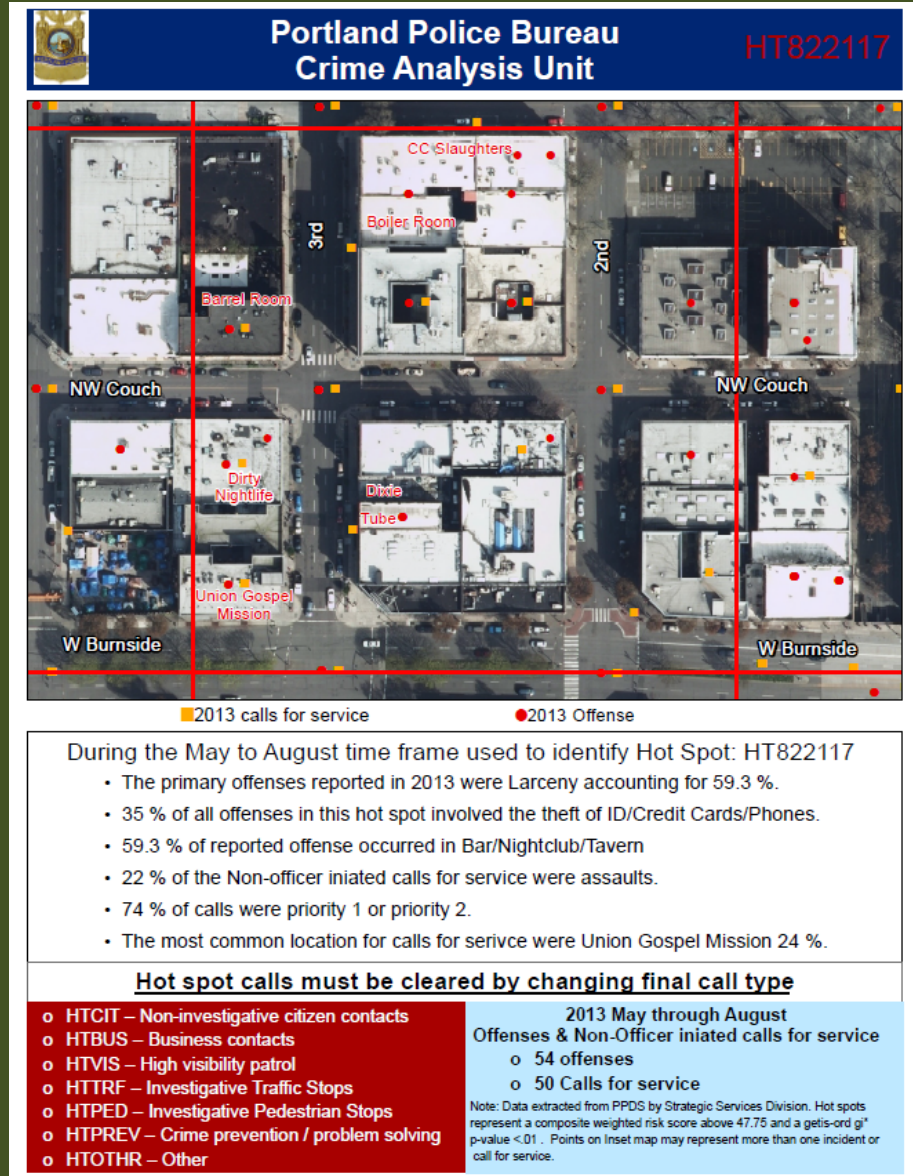 Portland Police Bureau
Crime Analysis Unit
HT822117
CC Slaughters
Boiler Room
3rd
2nd
Barrel Room
NW Couch
NW Couch
Dirty
Nightlife
Dixie
Tube
Union Gospel
Mission
W Burnside
W Burnside
2013 calls for service
2013 Offense
During the May to August time frame used to identify Hot Spot: HT822117
• The primary offenses reported in 2013 were Larceny accounting for 59.3 %.
• 35 % of all offenses in this hot spot involved the theft of ID/Credit Cards/Phones.
• 59.3 % of reported offense occurred in Bar/Nightclub/Tavern
• 22 % of the Non-officer iniated calls for service were assaults.
• 74 % of calls were priority 1 or priority 2.
• The most common location for calls for serivce were Union Gospel Mission 24 %.
Hot spot calls must be cleared by changing final call type
o HTCIT – Non-investigative citizen contacts
o HTBUS – Business contacts
o HTVIS – High visibility patrol
o HTTRF – Investigative Traffic Stops
o HTPED – Investigative Pedestrian Stops
o HTPREV – Crime prevention / problem solving
o HTOTHR – Other
2013 May through August
Offenses & Non-Officer iniated calls for service
o 54 offenses
o 50 Calls for service
Note: Data extracted from PPDS by Strategic Services Division. Hot spots
represent a composite weighted risk score above 47.75 and a getis-ord gi*
p-value <.01 . Points on Inset map may represent more than one incident or
call for service.